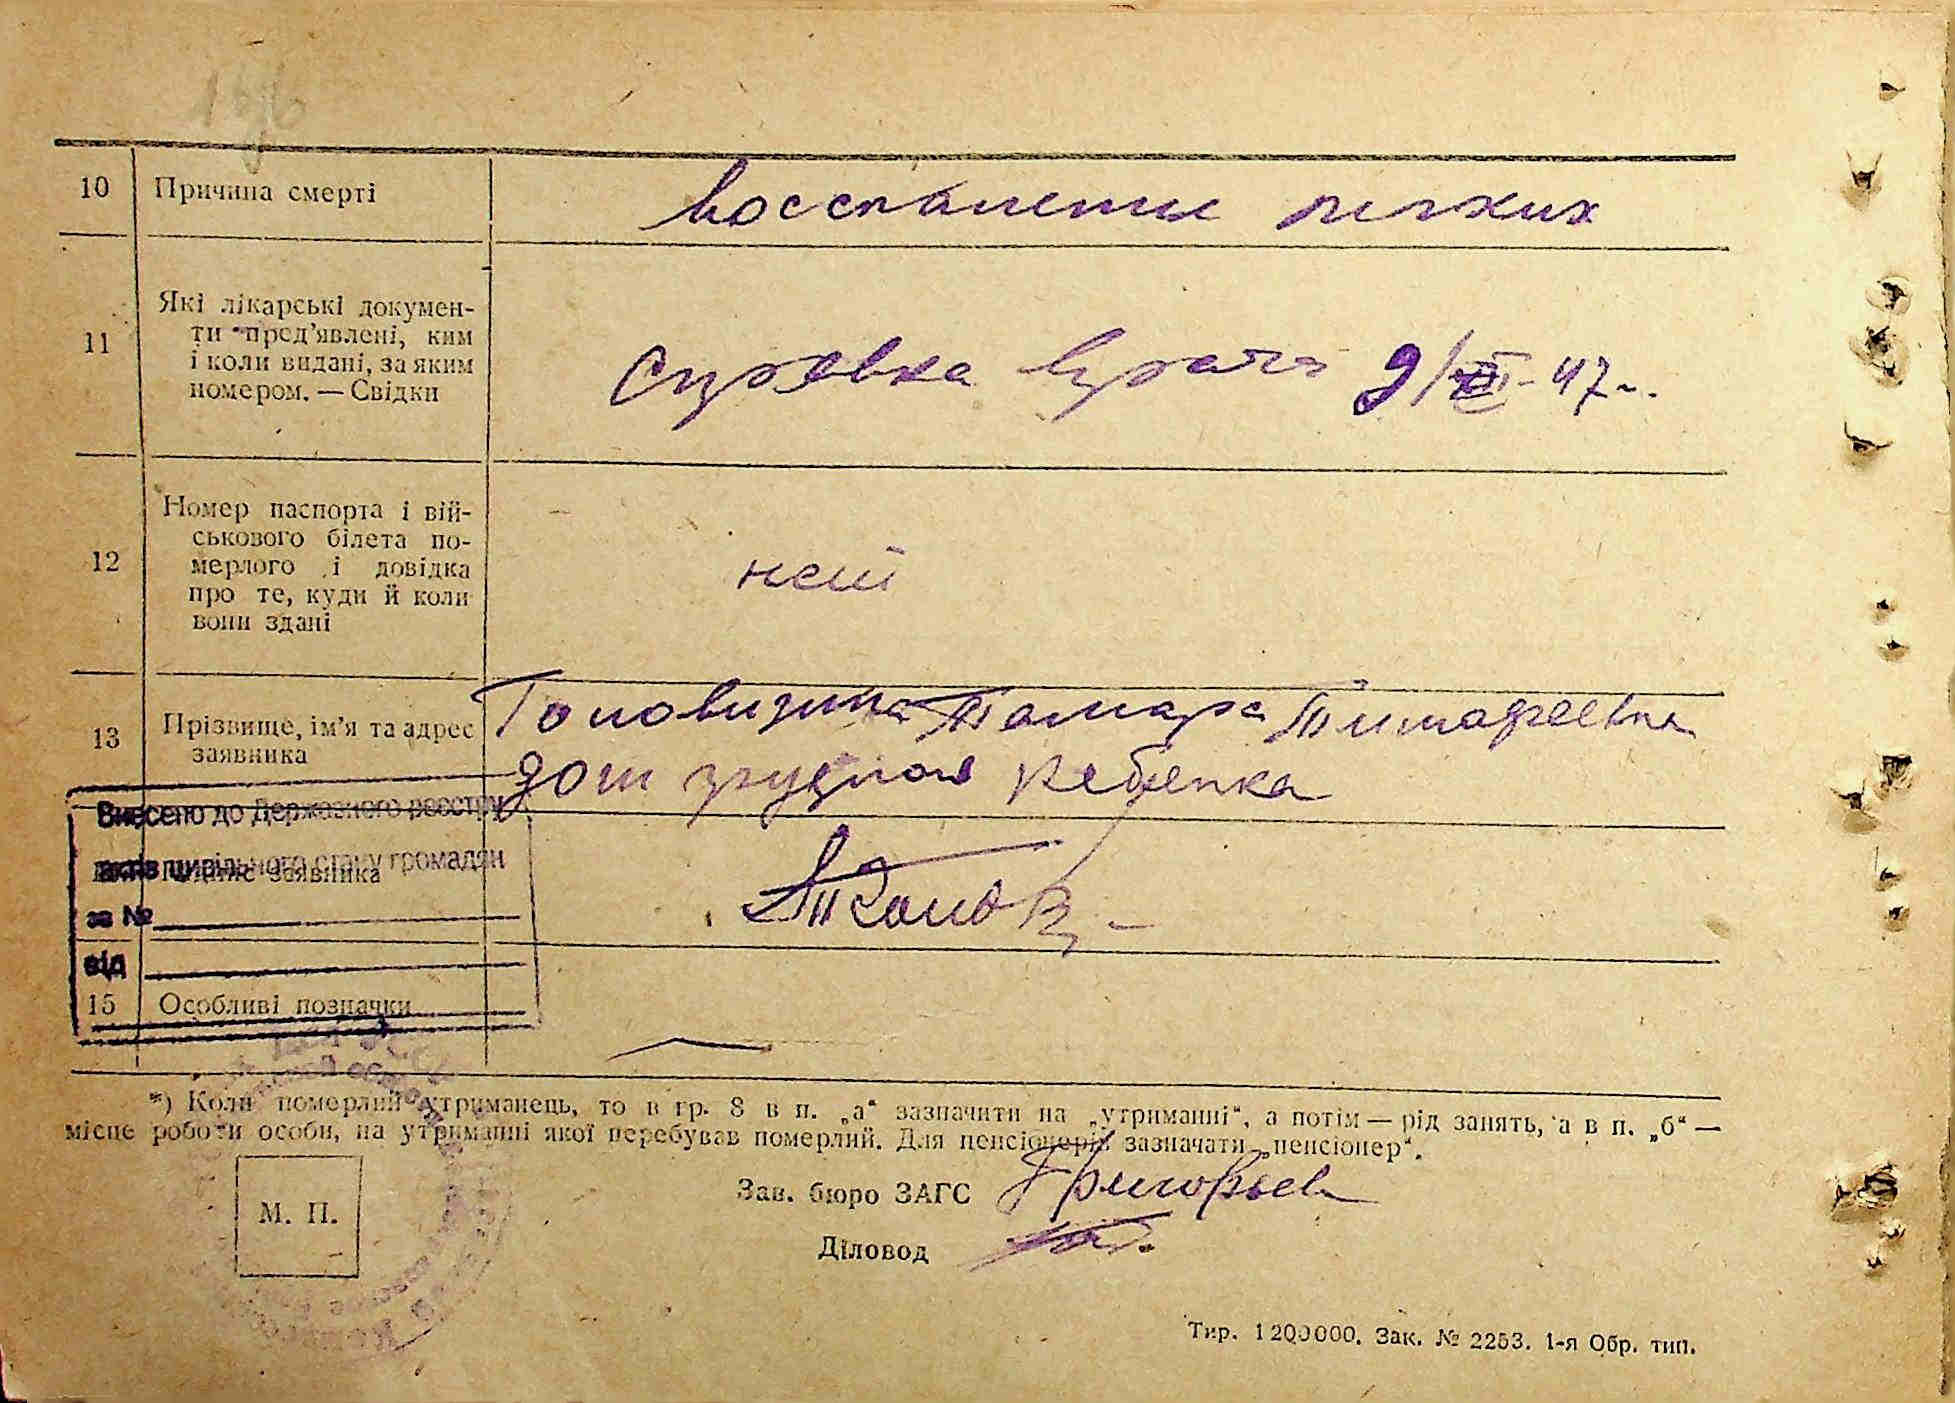 10 Причина смерті воспаление легких
11 Які лікарські докумен-
ти пред'явлені, ким
і коли видані, за яким
номером. — Свідки
Справка врача 9/ -47 г.
12 Номер паспорта і вій-
ськового білета по-
мерлого і довідка
про те, куди й коли
вони здані
нет
13 Прізвище, ім'я та адрес
заявника
Тамара Тимофеевна
дом грудного ребенка
Внесено до Державного реєстру
актів цивільного стану громадян
за №
від
Підпис заявника
15 Особливі позначки
*) Коли померлий утриманець, то в гр. 8 в п. „а“ зазначити на „утриманні“, а потім — рід занять, а в п. „б“ —
місце роботи особи, на утриманні якої перебував померлий. Для пенсіонерів зазначати „пенсіонер“.
Зав. бюро ЗАГС Григорьев
М. П.
Діловод
Тир. 1200000. Зак. № 2253. 1-я Обр. тип.